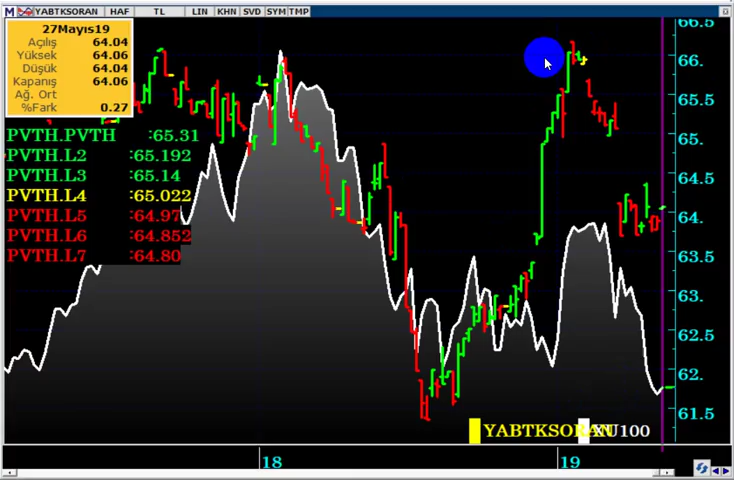 M YABTKSORAN HAF TL LIN KHN SVD SYM TMP
27Mayıs19
Açılış 64.04
Yüksek 64.06
Düşük 64.04
Kapanış 64.06
Ağ. Ort
%Fark 0.27
PVTH.PVTH :65.31
PVTH.L2 :65.192
PVTH.L3 :65.14
PVTH.L4 :65.022
PVTH.L5 :64.97
PVTH.L6 :64.852
PVTH.L7 :64.80
66.5
66.
65.5
65.
64.5
64.
63.5
63.
62.5
62.
61.5
YABTKSORAN XU100
18 19